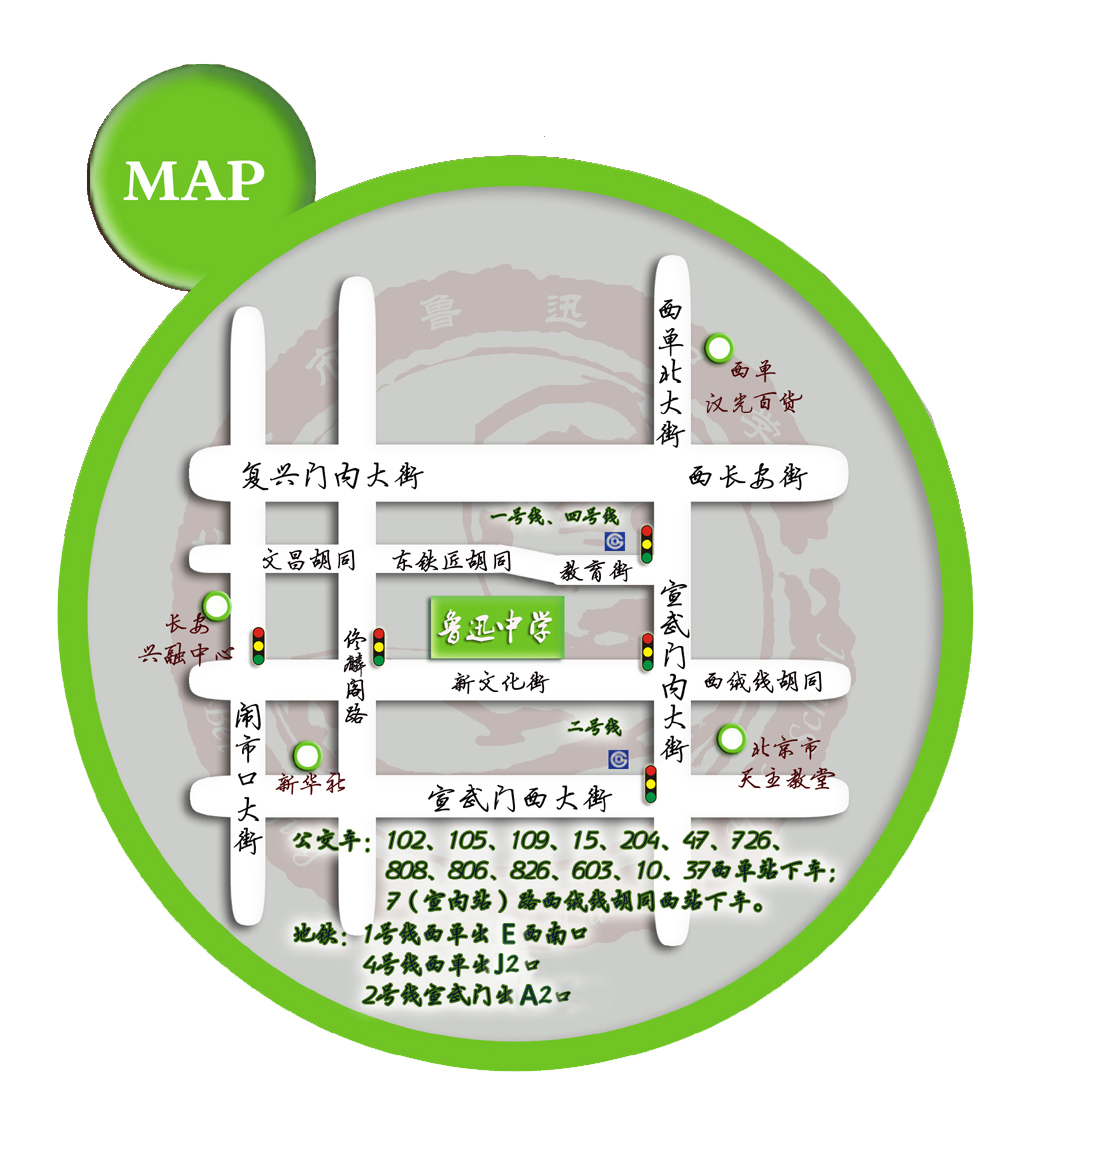 MAP
鲁迅中学
西单北大街
西单
汉光百货
复兴门内大街
西长安街
一号线、四号线
文昌胡同
东铁匠胡同
教育街
长安
兴融中心
鲁迅中学
宣武门内大街
佟麟阁路
新文化街
西绒线胡同
闹市口大街
二号线
北京市
天主教堂
新华社
宣武门西大街
公交车：102、105、109、15、204、47、726、
808、806、826、603、10、37西单站下车；
7（宣内站）路西绒线胡同西站下车。
地铁：1号线西单出 E 西南口
4号线西单出J2口
2号线宣武门出A2口